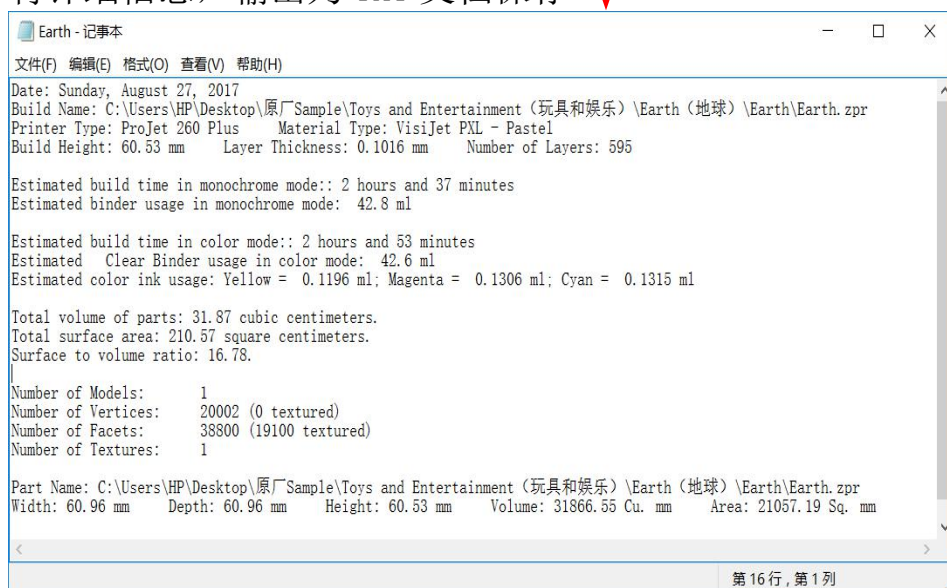 Earth - 记事本
文件(F) 编辑(E) 格式(O) 查看(V) 帮助(H)
Date: Sunday, August 27, 2017
Build Name: C:\Users\HP\Desktop\原厂Sample\Toys and Entertainment（玩具和娱乐）\Earth（地球）\Earth\Earth.zpr
Printer Type: ProJet 260 Plus Material Type: VisiJet PXL - Pastel
Build Height: 60.53 mm Layer Thickness: 0.1016 mm Number of Layers: 595
Estimated build time in monochrome mode:: 2 hours and 37 minutes
Estimated binder usage in monochrome mode: 42.8 ml
Estimated build time in color mode:: 2 hours and 53 minutes
Estimated Clear Binder usage in color mode: 42.6 ml
Estimated color ink usage: Yellow = 0.1196 ml; Magenta = 0.1306 ml; Cyan = 0.1315 ml
Total volume of parts: 31.87 cubic centimeters.
Total surface area: 210.57 square centimeters.
Surface to volume ratio: 16.78.
Number of Models: 1
Number of Vertices: 20002 (0 textured)
Number of Facets: 38800 (19100 textured)
Number of Textures: 1
Part Name: C:\Users\HP\Desktop\原厂Sample\Toys and Entertainment（玩具和娱乐）\Earth（地球）\Earth\Earth.zpr
Width: 60.96 mm Depth: 60.96 mm Height: 60.53 mm Volume: 31866.55 Cu. mm Area: 21057.19 Sq. mm
第 16 行，第 1 列